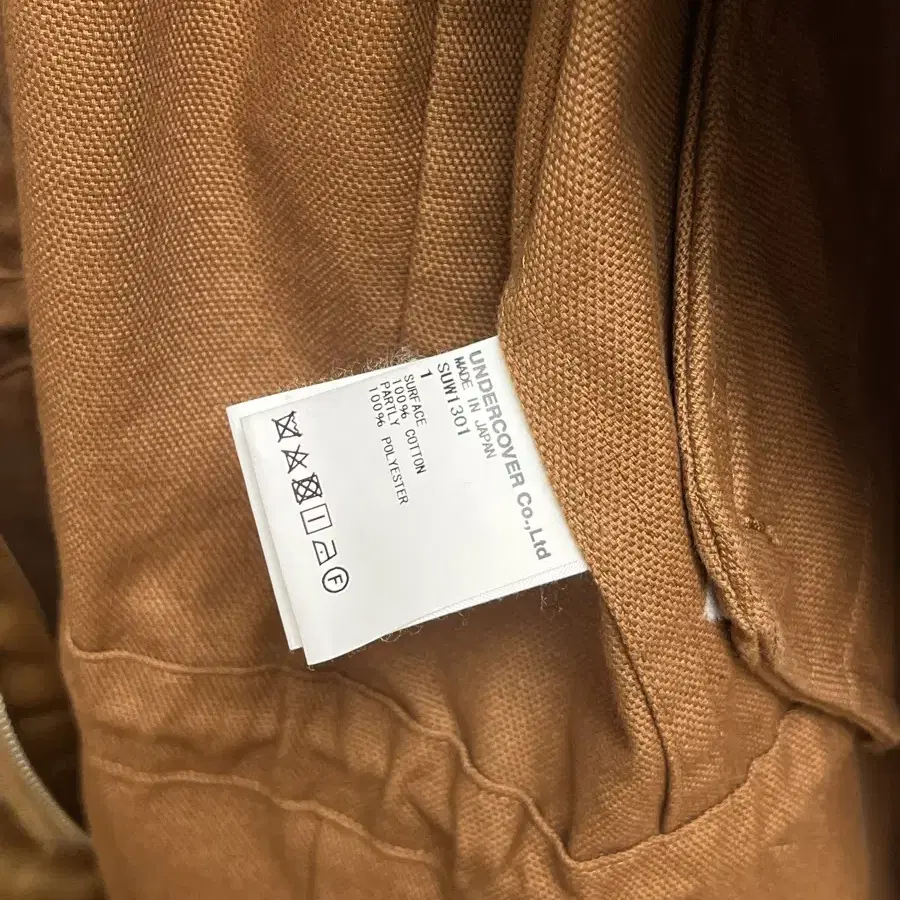 UNDERCOVER Co.,Ltd
MADE IN JAPAN
SUW1301
1
SURFACE
100% COTTON
PARTLY
100% POLYESTER
F